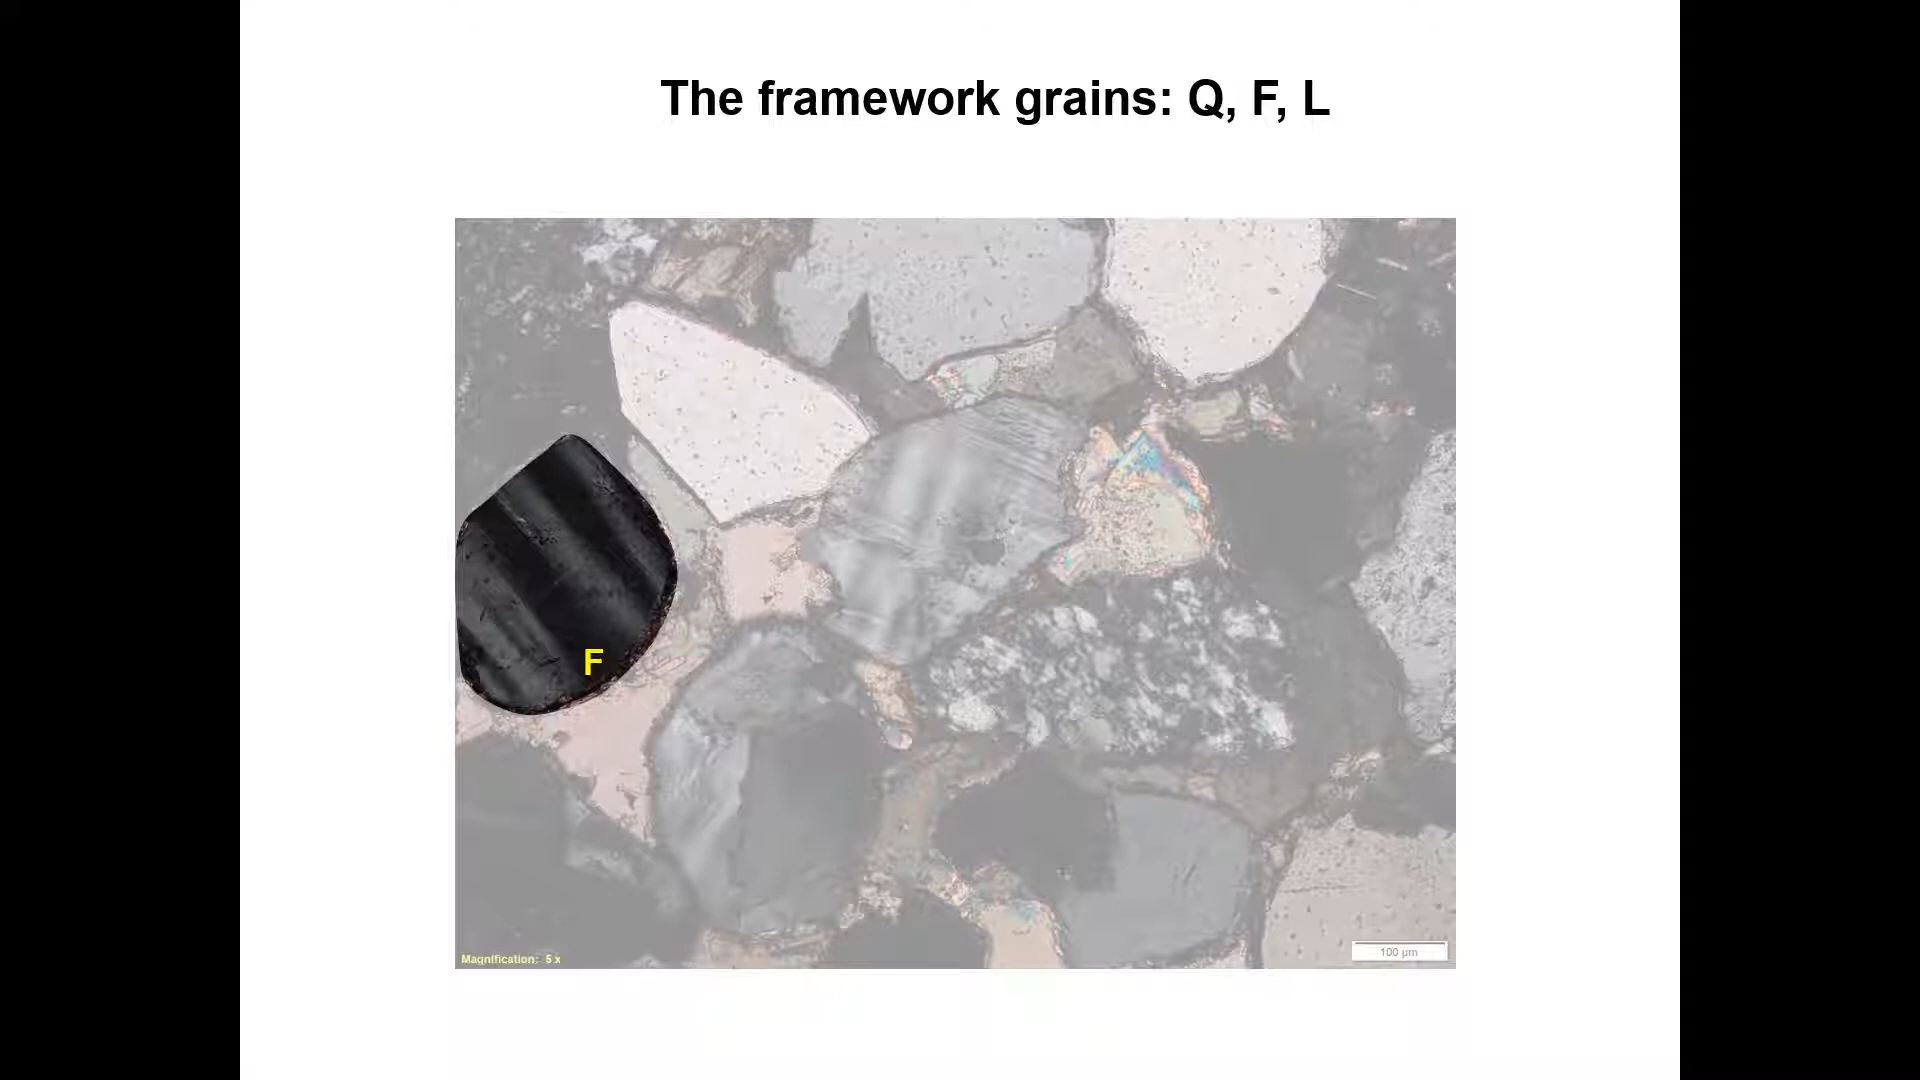 The framework grains: Q, F, L
F
Magnification: 5 x
100 µm